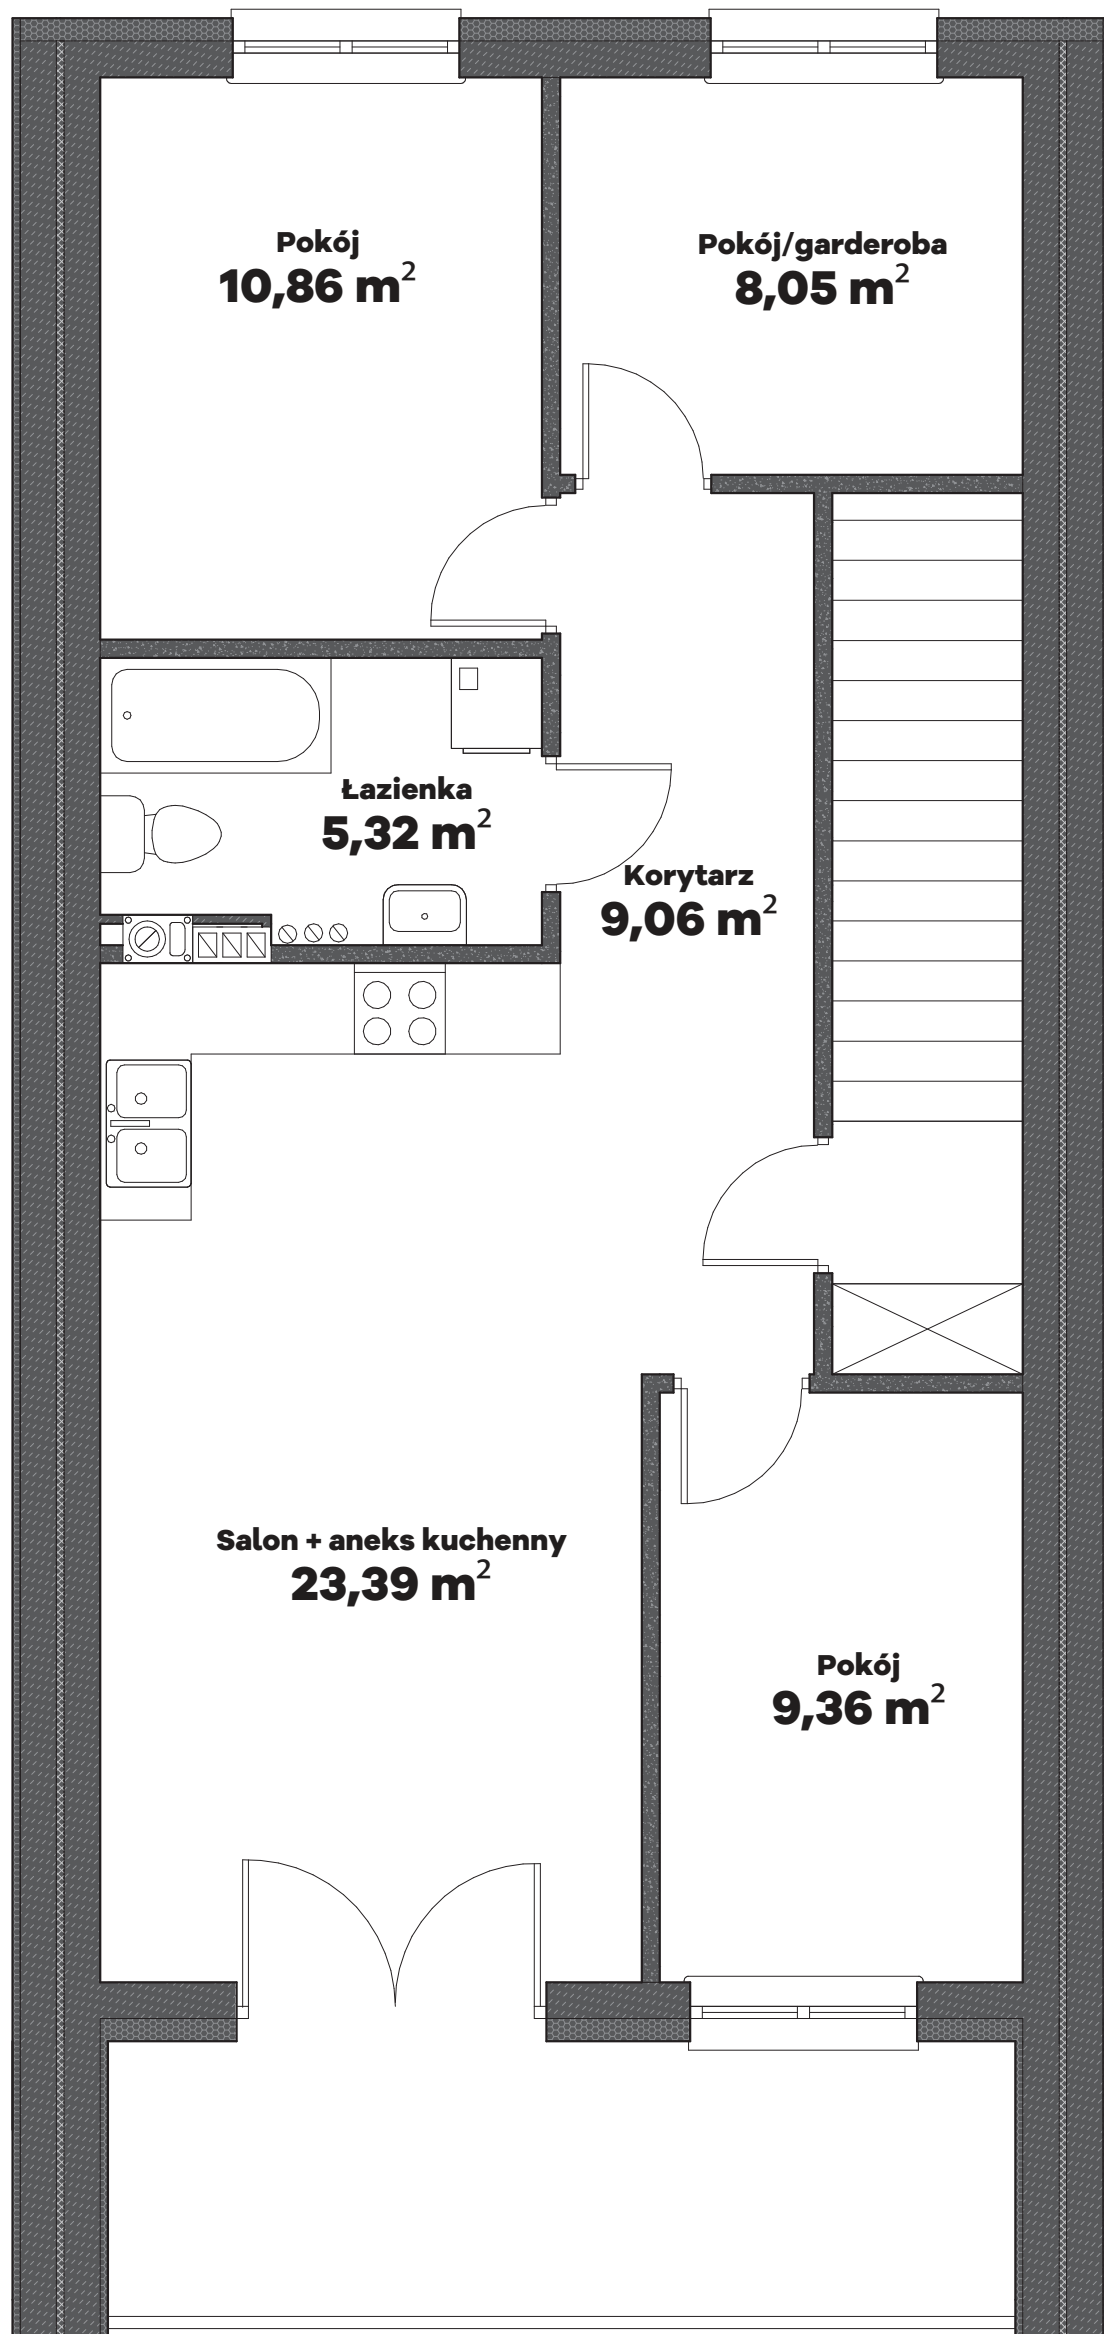 Pokój
10,86 m²
Pokój/garderoba
8,05 m²
Łazienka
5,32 m²
Korytarz
9,06 m²
Salon + aneks kuchenny
23,39 m²
Pokój
9,36 m²